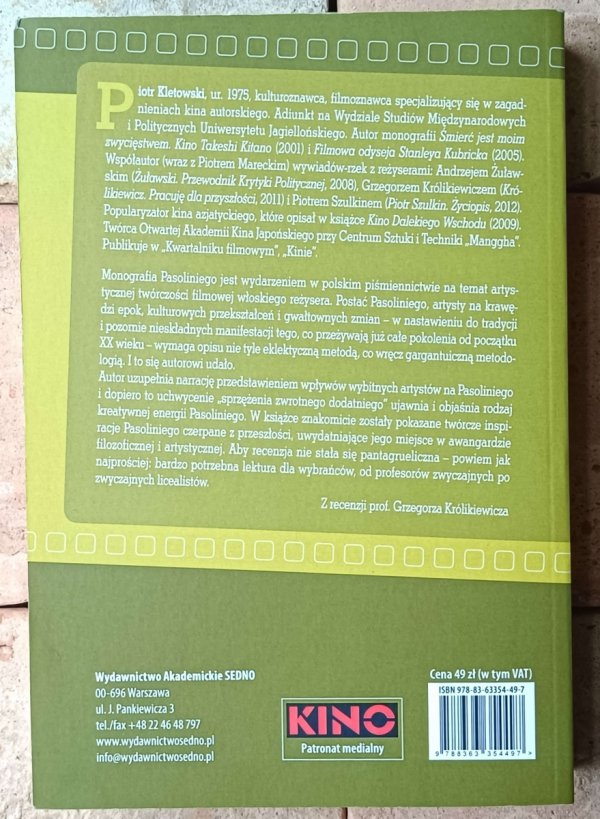 Piotr Kletowski, ur. 1975, kulturoznawca, filmoznawca specjalizujący się w zagad-
nieniach kina autorskiego. Adiunkt na Wydziale Studiów Międzynarodowych
i Politycznych Uniwersytetu Jagiellońskiego. Autor monografii Śmierć jest moim
zwycięstwem. Kino Takeshi Kitano (2001) i Filmowa odyseja Stanleya Kubricka (2005).
Współautor (wraz z Piotrem Mareckim) wywiadów-rzek z reżyserami: Andrzejem Żuław-
skim (Żuławski. Przewodnik Krytyki Politycznej, 2008), Grzegorzem Królikiewiczem (Kró-
likiewicz. Pracuję dla przyszłości, 2011) i Piotrem Szulkinem (Piotr Szulkin. Życiopis, 2012).
Popularyzator kina azjatyckiego, które opisał w książce Kino Dalekiego Wschodu (2009).
Twórca Otwartej Akademii Kina Japońskiego przy Centrum Sztuki i Techniki „Manggha”.
Publikuje w „Kwartalniku filmowym”, „Kinie”.
Monografia Pasoliniego jest wydarzeniem w polskim piśmiennictwie na temat artys-
tycznej twórczości filmowej włoskiego reżysera. Postać Pasoliniego, artysty na krawę-
dzi epok, kulturowych przekształceń i gwałtownych zmian – w nastawieniu do tradycji
i pozornie nieskładnych manifestacji tego, co przeżywają już całe pokolenia od początku
XX wieku – wymaga opisu nie tyle eklektyczną metodą, co wręcz gargantuiczną metodo-
logią. I to się autorowi udało.
Autor uzupełnia narrację przedstawieniem wpływów wybitnych artystów na Pasoliniego
i dopiero to uchwycenie „sprzężenia zwrotnego dodatniego” ujawnia i objaśnia rodzaj
kreatywnej energii Pasoliniego. W książce znakomicie zostały pokazane twórcze inspi-
racje Pasoliniego czerpane z przeszłości, uwydatniające jego miejsce w awangardzie
filozoficznej i artystycznej. Aby recenzja nie stała się pantagrueliczna – powiem jak
najprościej: bardzo potrzebna lektura dla wybrańców, od profesorów zwyczajnych po
zwyczajnych licealistów.
Z recenzji prof. Grzegorza Królikiewicza
Wydawnictwo Akademickie SEDNO
00-696 Warszawa
ul. J. Pankiewicza 3
tel./fax +48 22 46 48 797
www.wydawnictwosedno.pl
info@wydawnictwosedno.pl
KINO
Patronat medialny
Cena 49 zł (w tym VAT)
ISBN 978-83-63354-49-7
9 788363 354497 >